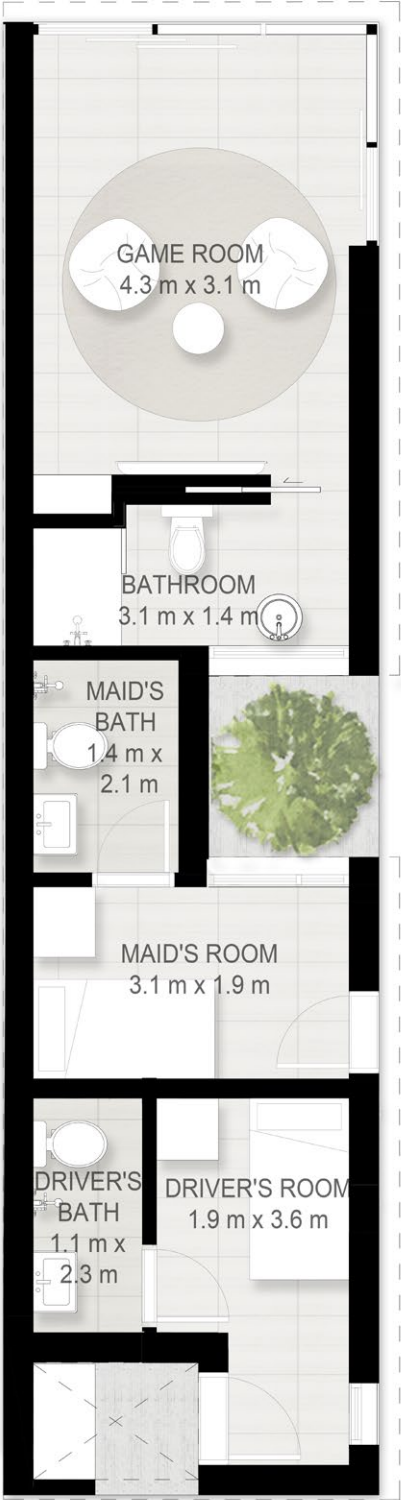 GAME ROOM
4.3 m x 3.1 m
BATHROOM
3.1 m x 1.4 m
MAID'S
BATH
1.4 m x
2.1 m
MAID'S ROOM
3.1 m x 1.9 m
DRIVER'S
BATH
1.1 m x
2.3 m
DRIVER'S ROOM
1.9 m x 3.6 m